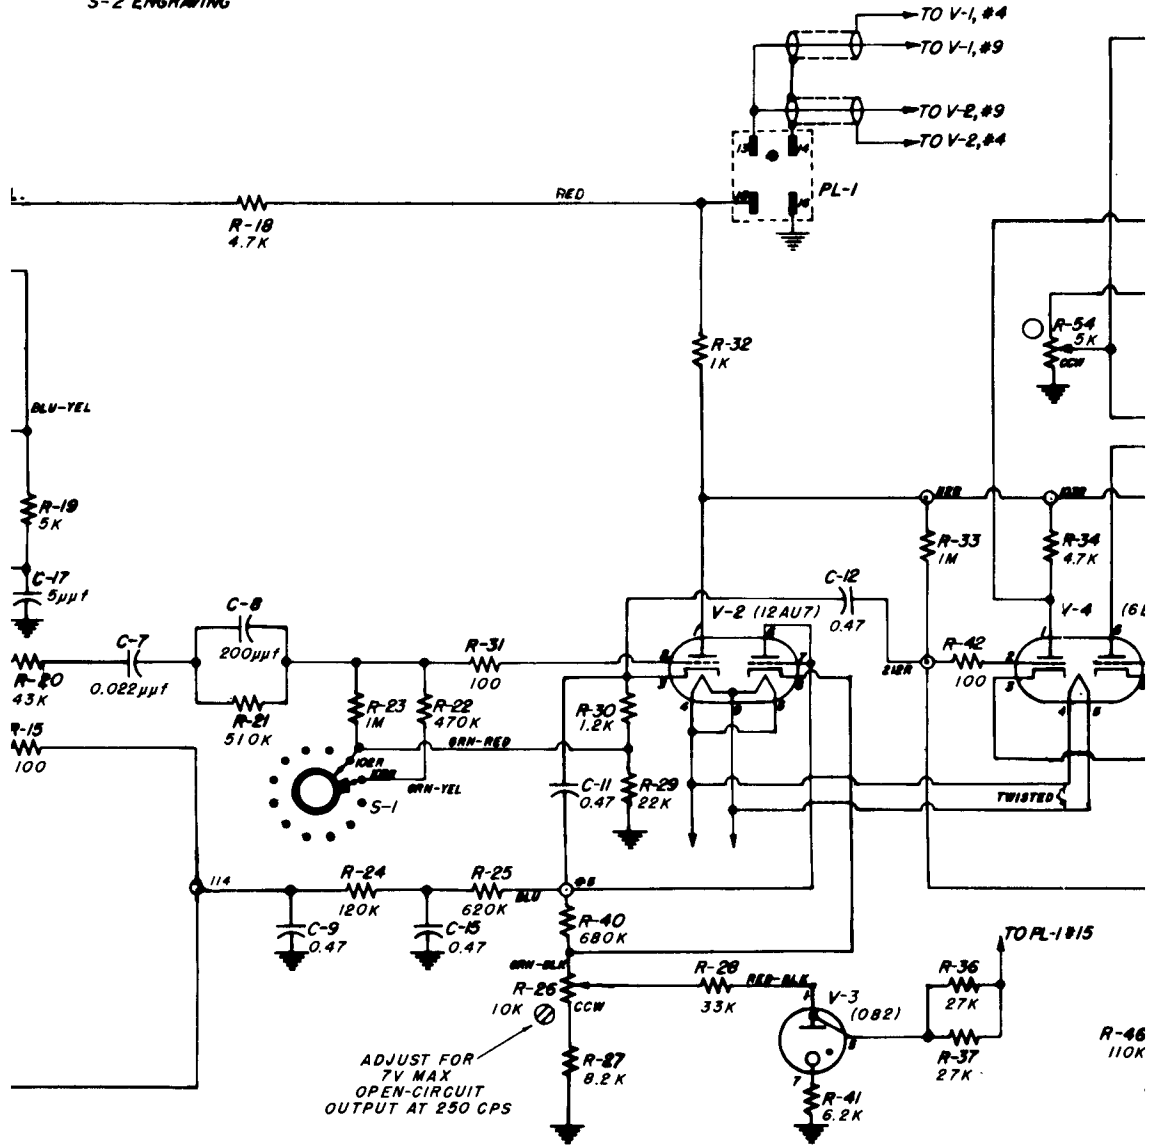 S-2 ENGRAVING
TO V-1, #4
TO V-1, #9
TO V-2, #9
TO V-2, #4
13
14
PL-1
16
RED
R-18
4.7K
R-32
1K
R-54
5K
CCW
BLU-YEL
R-19
5K
C-17
5µµf
R-33
1M
R-34
4.7K
C-12
0.47
V-2 (12AU7)
V-4
C-8
200µµf
C-7
0.022µµf
R-20
43K
R-21
510K
R-31
100
212R
R-42
100
R-15
100
R-23
1M
R-22
470K
R-30
1.2K
GRN-RED
102R
GRN-YEL
S-1
C-11
0.47
R-29
22K
TWISTED
114
R-24
120K
R-25
620K
BLU
C-9
0.47
C-15
0.47
R-40
680K
GRN-BLK
R-26
10K
CCW
R-28
33K
RED-BLK
V-3
(OB2)
TO PL-1 #15
R-36
27K
R-37
27K
R-46
110K
ADJUST FOR
7V MAX
OPEN-CIRCUIT
OUTPUT AT 250 CPS
R-27
8.2K
R-41
6.2K